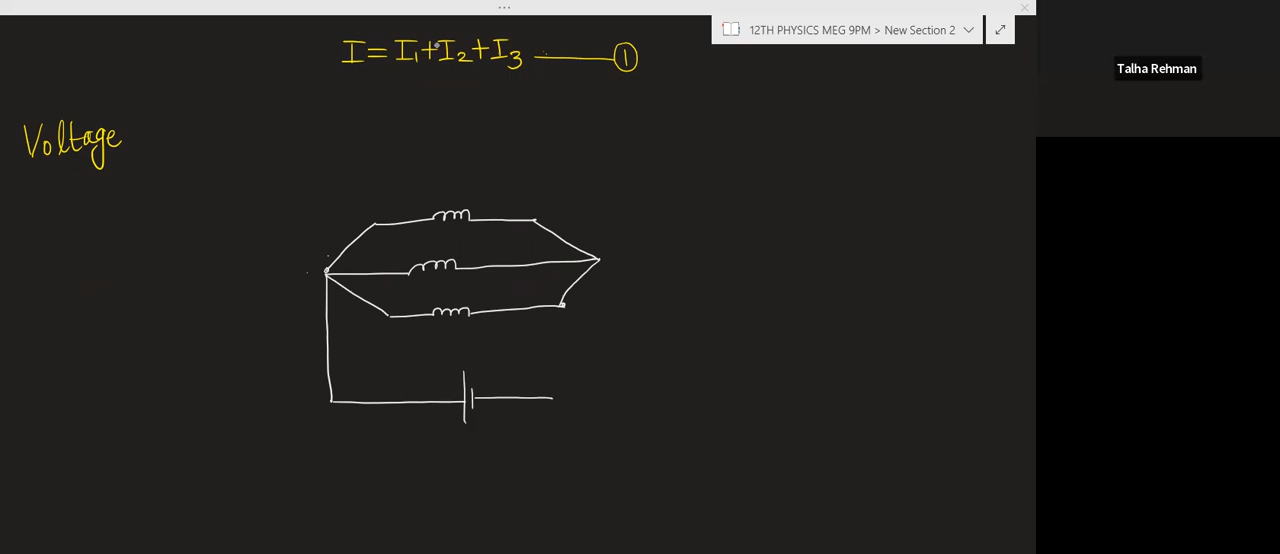 12TH PHYSICS MEG 9PM > New Section 2
I = I₁ + I₂ + I₃ ——— ①
Talha Rehman
Voltage